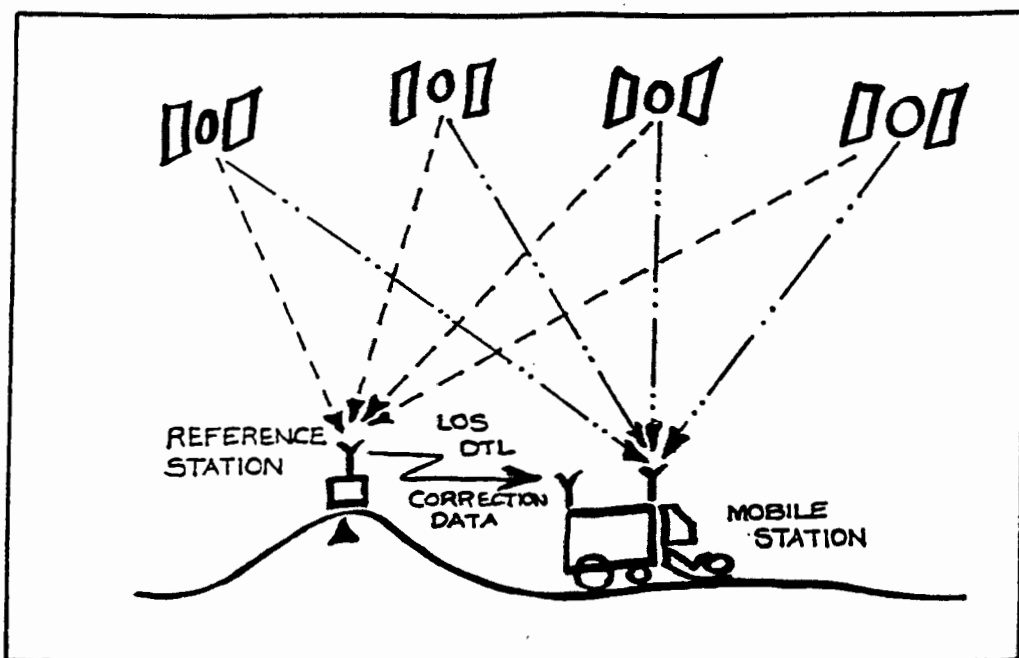 REFERENCE
STATION
LOS
DTL
CORRECTION
DATA
MOBILE
STATION